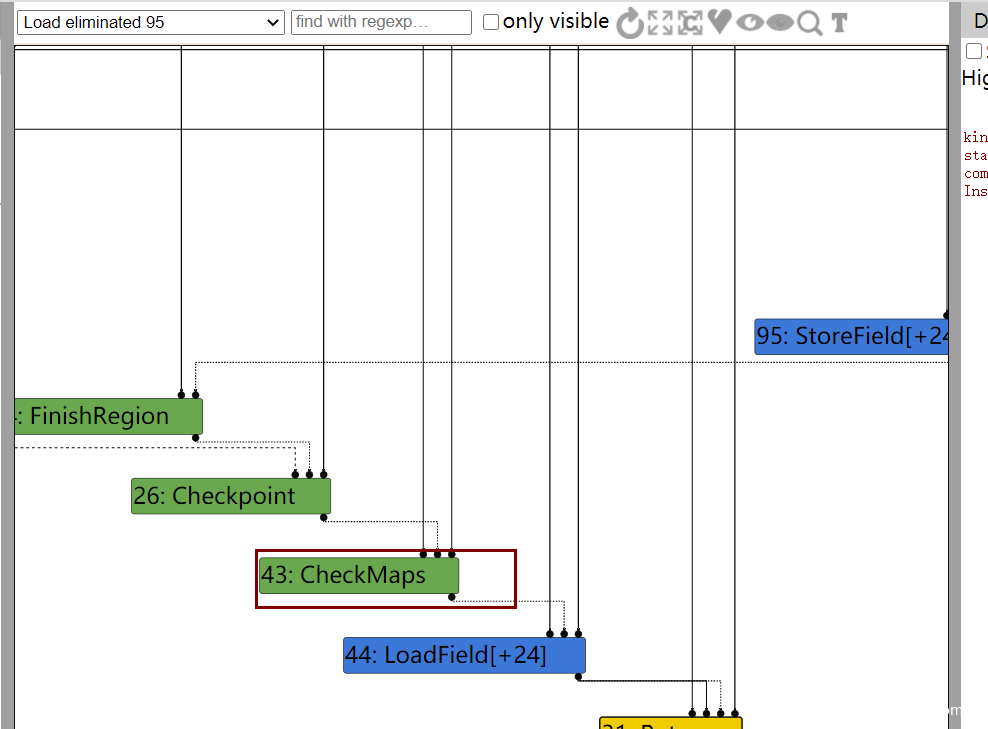 Load eliminated 95 find with regexp… only visible T D
Hig
kin
sta
com
Ins
95: StoreField[+24
: FinishRegion
26: Checkpoint
43: CheckMaps
44: LoadField[+24]